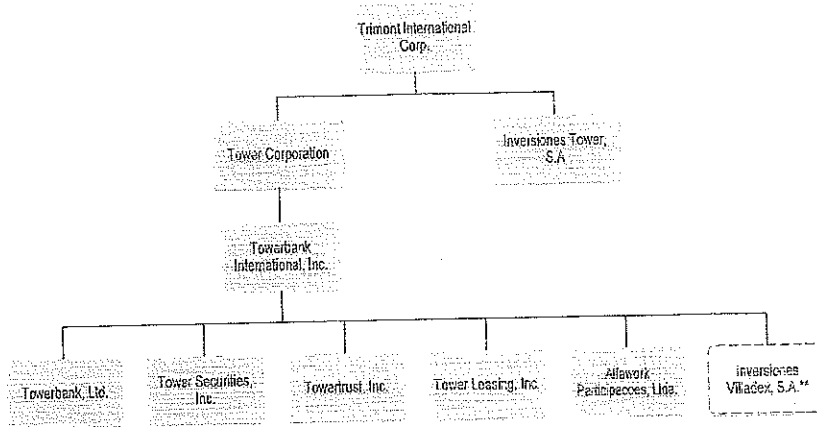 Trimont International
Corp.
Tower Corporation
Inversiones Tower,
S.A.
Towerbank
International, Inc.
Towerbank, Ltd.
Tower Securities,
Inc.
Towertrust, Inc.
Tower Leasing, Inc.
Participacoes, Ltda.
Inversiones
Villadex, S.A.**